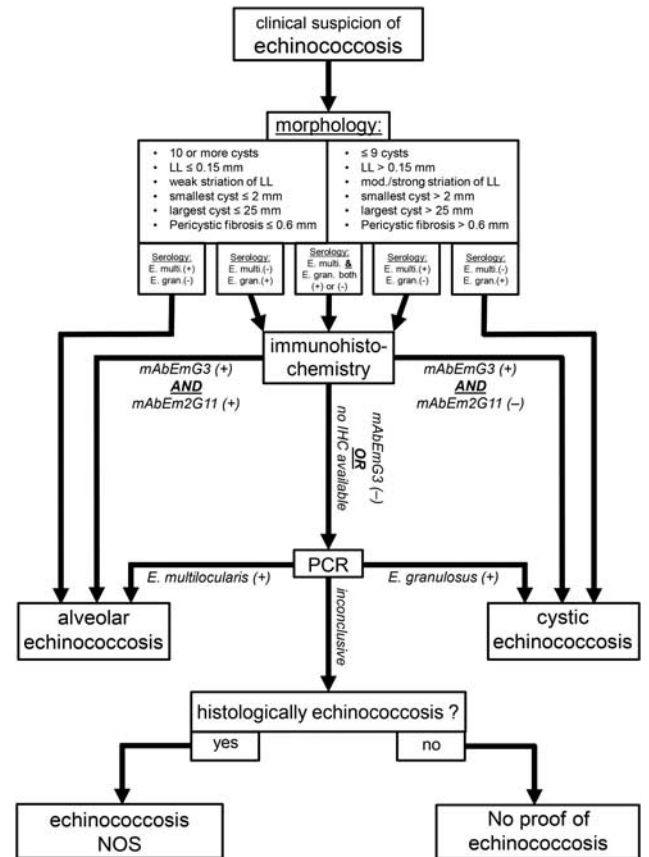 clinical suspicion of
echinococcosis
morphology:
• 10 or more cysts
• LL ≤ 0.15 mm
• weak striation of LL
• smallest cyst ≤ 2 mm
• largest cyst ≤ 25 mm
• Pericystic fibrosis ≤ 0.6 mm
• ≤ 9 cysts
• LL > 0.15 mm
• mod./strong striation of LL
• smallest cyst > 2 mm
• largest cyst > 25 mm
• Pericystic fibrosis > 0.6 mm
Serology:
E. multi.(+)
E. gran.(-)
Serology:
E. multi.(-)
E. gran.(+)
Serology:
E. multi. &
E. gran. both
(+) or (-)
Serology:
E. multi.(+)
E. gran.(-)
Serology:
E. multi.(-)
E. gran.(+)
immunohisto-
chemistry
mAbEmG3 (+)
AND
mAbEm2G11 (+)
mAbEmG3 (+)
AND
mAbEm2G11 (–)
mAbEmG3 (–)
OR
no IHC available
PCR
E. multilocularis (+)
E. granulosus (+)
alveolar
echinococcosis
inconclusive
cystic
echinococcosis
histologically echinococcosis ?
yes
no
echinococcosis
NOS
No proof of
echinococcosis